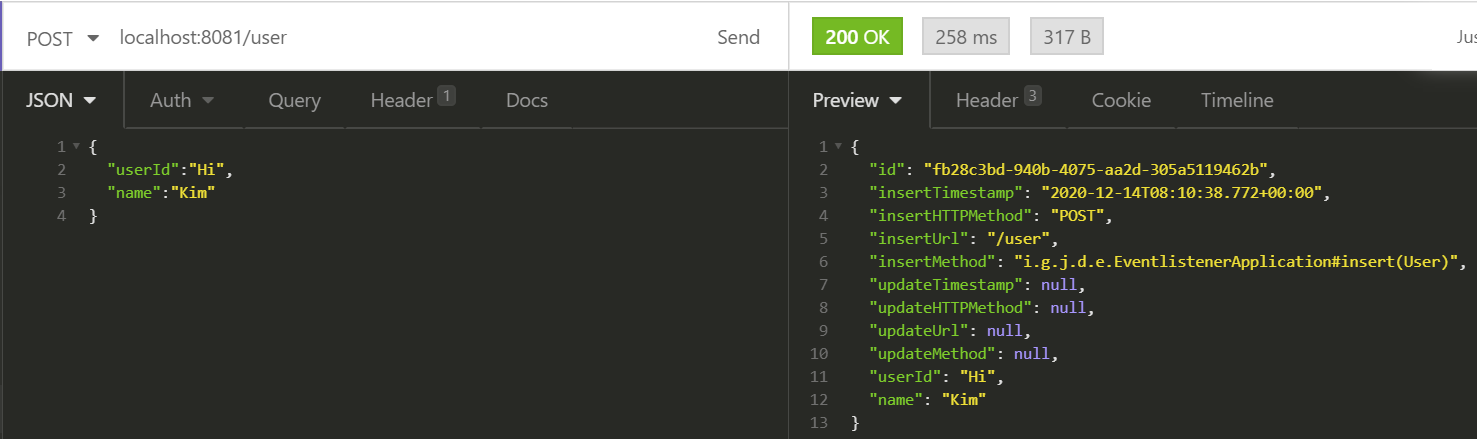 POST localhost:8081/user Send
200 OK 258 ms 317 B Jus
JSON Auth Query Header 1 Docs
1 {
2 "userId":"Hi",
3 "name":"Kim"
4 }
Preview Header 3 Cookie Timeline
1 {
2 "id": "fb28c3bd-940b-4075-aa2d-305a5119462b",
3 "insertTimestamp": "2020-12-14T08:10:38.772+00:00",
4 "insertHTTPMethod": "POST",
5 "insertUrl": "/user",
6 "insertMethod": "i.g.j.d.e.EventlistenerApplication#insert(User)",
7 "updateTimestamp": null,
8 "updateHTTPMethod": null,
9 "updateUrl": null,
10 "updateMethod": null,
11 "userId": "Hi",
12 "name": "Kim"
13 }